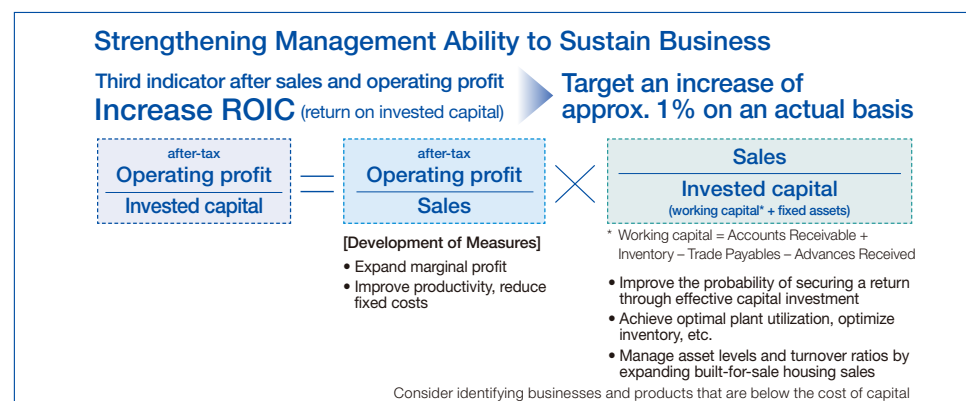 Strengthening Management Ability to Sustain Business
Third indicator after sales and operating profit
Increase ROIC (return on invested capital)
Target an increase of
approx. 1% on an actual basis
after-tax
Operating profit
Invested capital
after-tax
Operating profit
Sales
Sales
Invested capital
(working capital* + fixed assets)
* Working capital = Accounts Receivable +
Inventory – Trade Payables – Advances Received
[Development of Measures]
• Expand marginal profit
• Improve productivity, reduce
fixed costs
• Improve the probability of securing a return
through effective capital investment
• Achieve optimal plant utilization, optimize
inventory, etc.
• Manage asset levels and turnover ratios by
expanding built-for-sale housing sales
Consider identifying businesses and products that are below the cost of capital